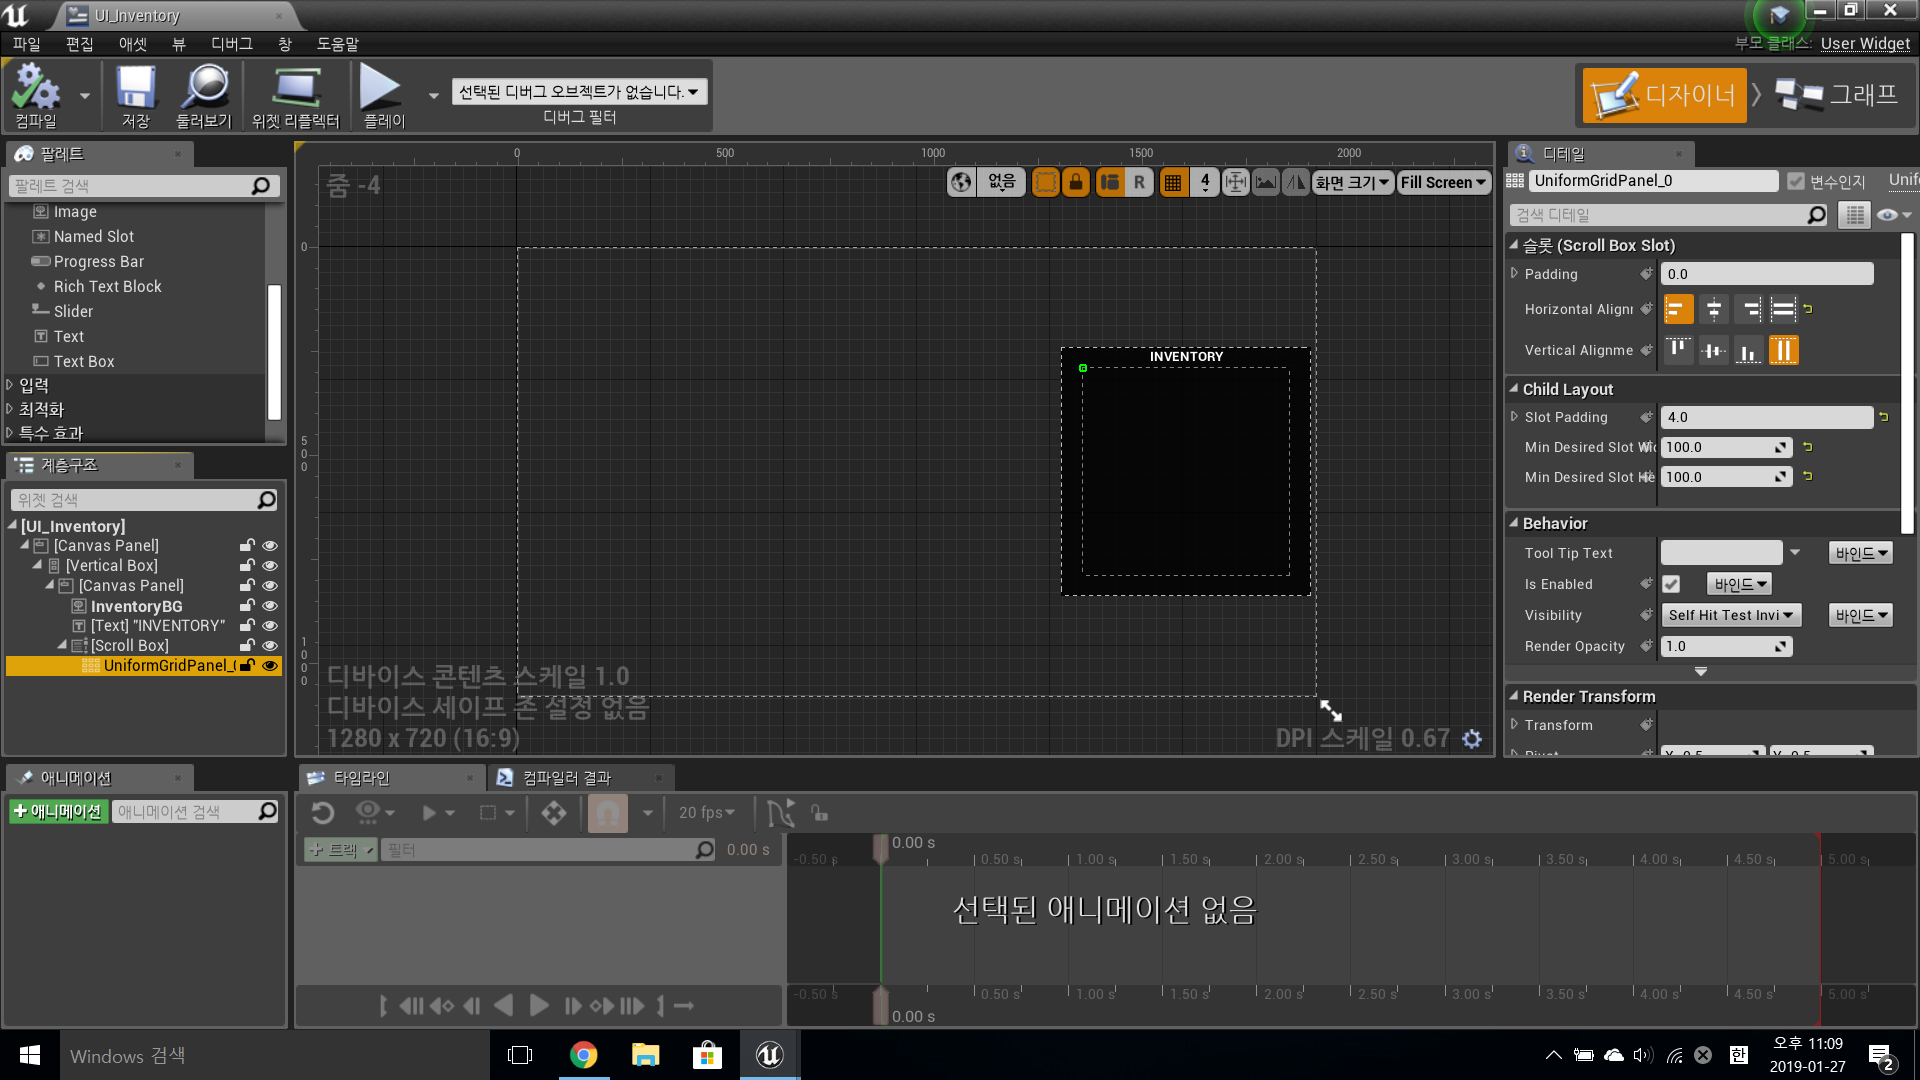 UI_Inventory
파일 편집 애셋 뷰 디버그 창 도움말
부모 클래스: User Widget
컴파일 저장 둘러보기 위젯 리플렉터 플레이
선택된 디버그 오브젝트가 없습니다.
디버그 필터
디자이너 그래프
팔레트
팔레트 검색
Image
Named Slot
Progress Bar
Rich Text Block
Slider
Text
Text Box
입력
최적화
특수 효과
계층구조
위젯 검색
[UI_Inventory]
[Canvas Panel]
[Vertical Box]
[Canvas Panel]
InventoryBG
[Text] "INVENTORY"
[Scroll Box]
UniformGridPanel_(
애니메이션
+ 애니메이션 애니메이션 검색
0 500 1000 1500 2000
줌 -4
없음 R 4 화면 크기 Fill Screen
0
500
1000
INVENTORY
디바이스 콘텐츠 스케일 1.0
디바이스 세이프 존 설정 없음
1280 x 720 (16:9)
DPI 스케일 0.67
디테일
UniformGridPanel_0 변수인지 Unif
검색 디테일
슬롯 (Scroll Box Slot)
Padding 0.0
Horizontal Alignr
Vertical Alignme
Child Layout
Slot Padding 4.0
Min Desired Slot Wi 100.0
Min Desired Slot He 100.0
Behavior
Tool Tip Text 바인드
Is Enabled 바인드
Visibility Self Hit Test Invi 바인드
Render Opacity 1.0
Render Transform
Transform
Pivot X 0.5 Y 0.5
타임라인 컴파일러 결과
20 fps
+ 트랙 필터 0.00 s
0.00 s
-0.50 s 0.50 s 1.00 s 1.50 s 2.00 s 2.50 s 3.00 s 3.50 s 4.00 s 4.50 s 5.00 s
선택된 애니메이션 없음
-0.50 s 0.50 s 1.00 s 1.50 s 2.00 s 2.50 s 3.00 s 3.50 s 4.00 s 4.50 s 5.00 s
0.00 s
Windows 검색
한
오후 11:09
2019-01-27
2